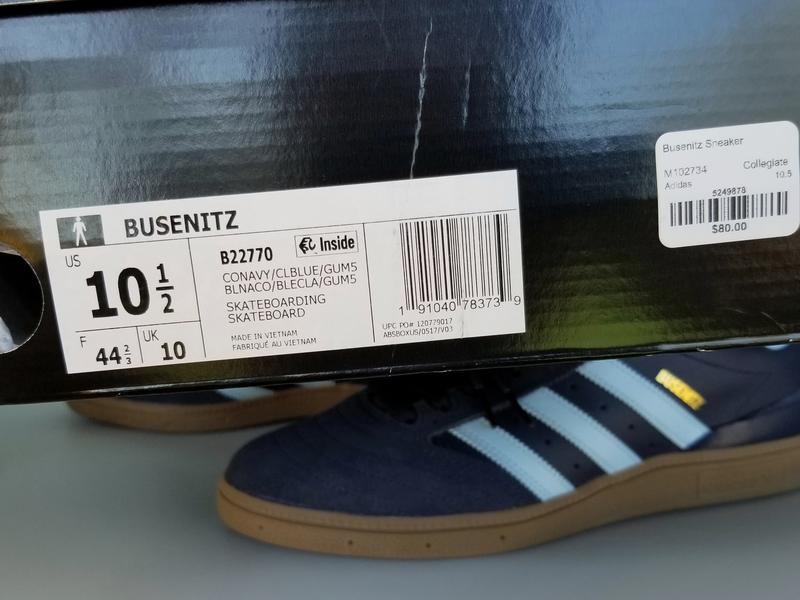 BUSENITZ
US
10 1/2
F
44 2/3
UK
10
B22770
Inside
CONAVY/CLBLUE/GUM5
BLNACO/BLECLA/GUM5
SKATEBOARDING
SKATEBOARD
MADE IN VIETNAM
FABRIQUÉ AU VIETNAM
1 91040 78373 9
UPC PO# 120779017
ABSBOXUS/0517/V03
Busenitz Sneaker
M102734 Collegiate
Adidas 10.5
5249878
$80.00
BUSENITZ